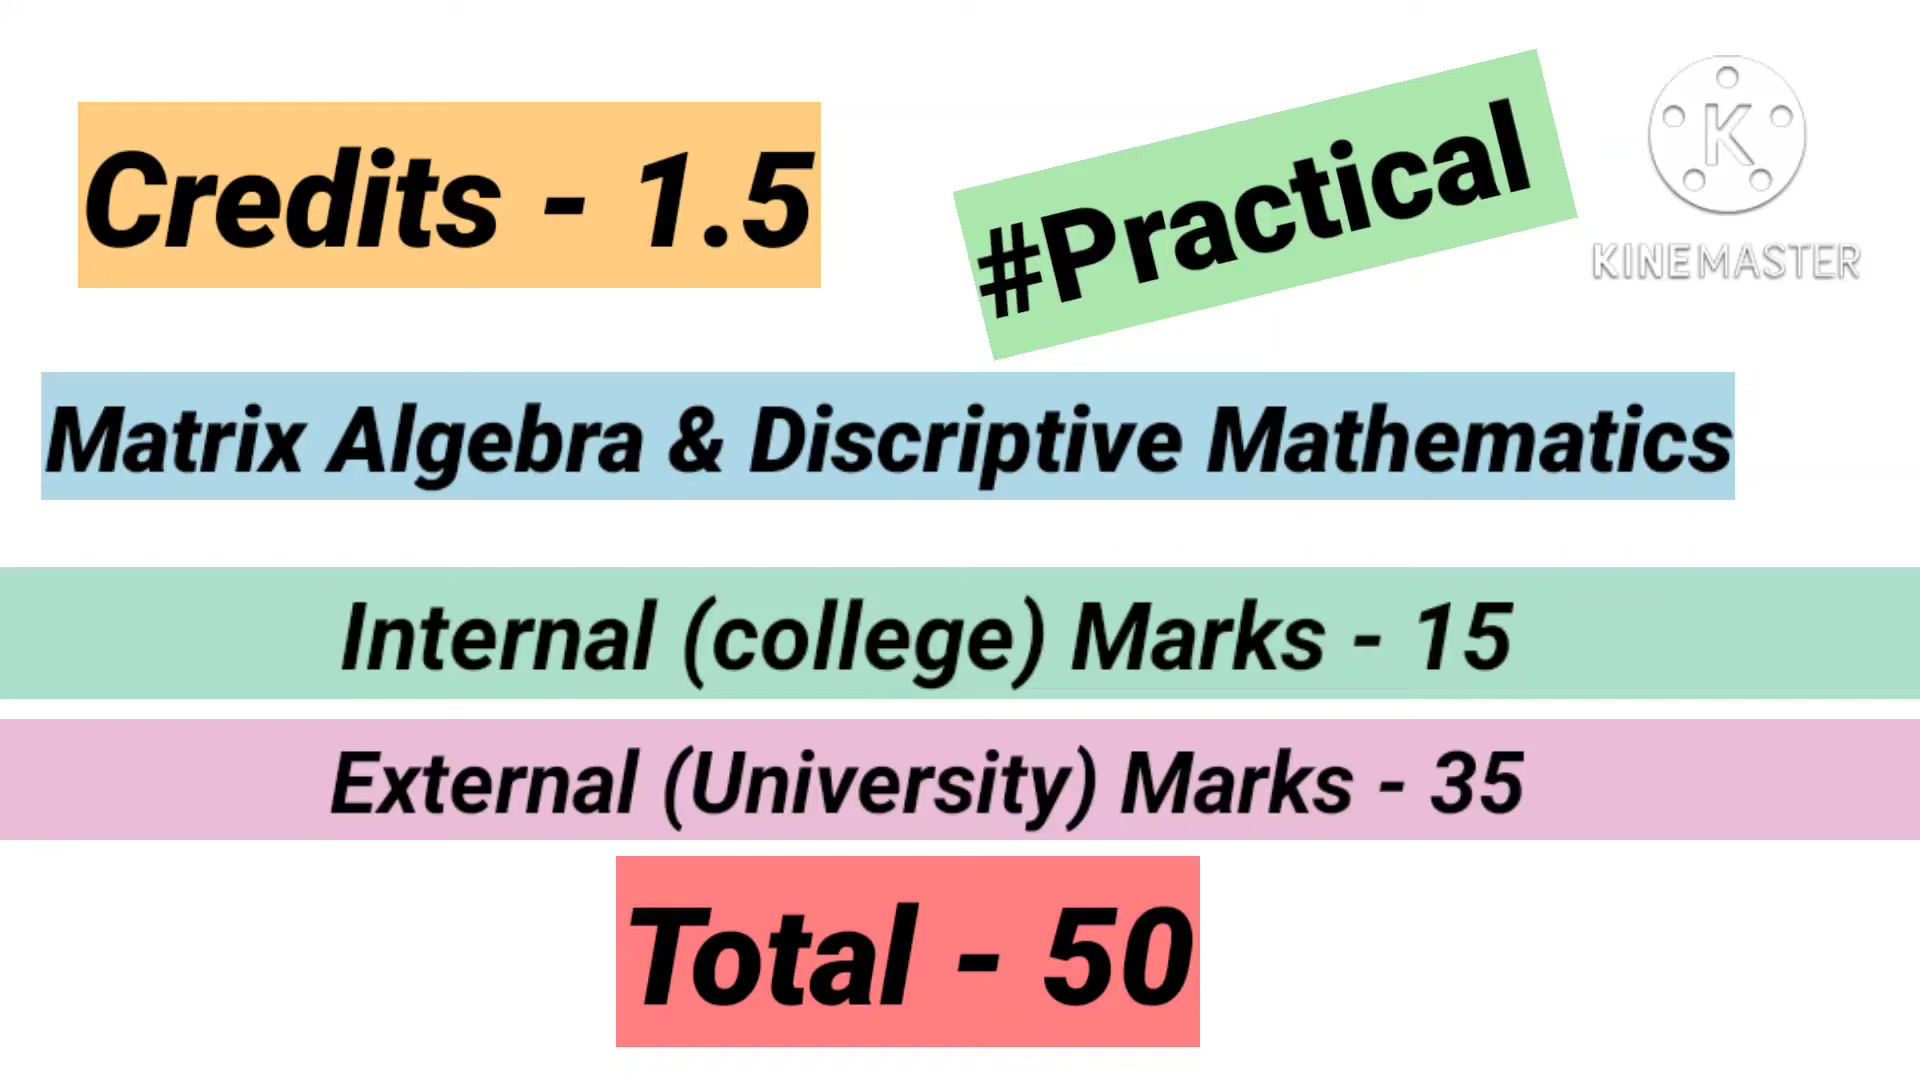 Credits - 1.5
#Practical
K
KINEMASTER
Matrix Algebra & Discriptive Mathematics
Internal (college) Marks - 15
External (University) Marks - 35
Total - 50